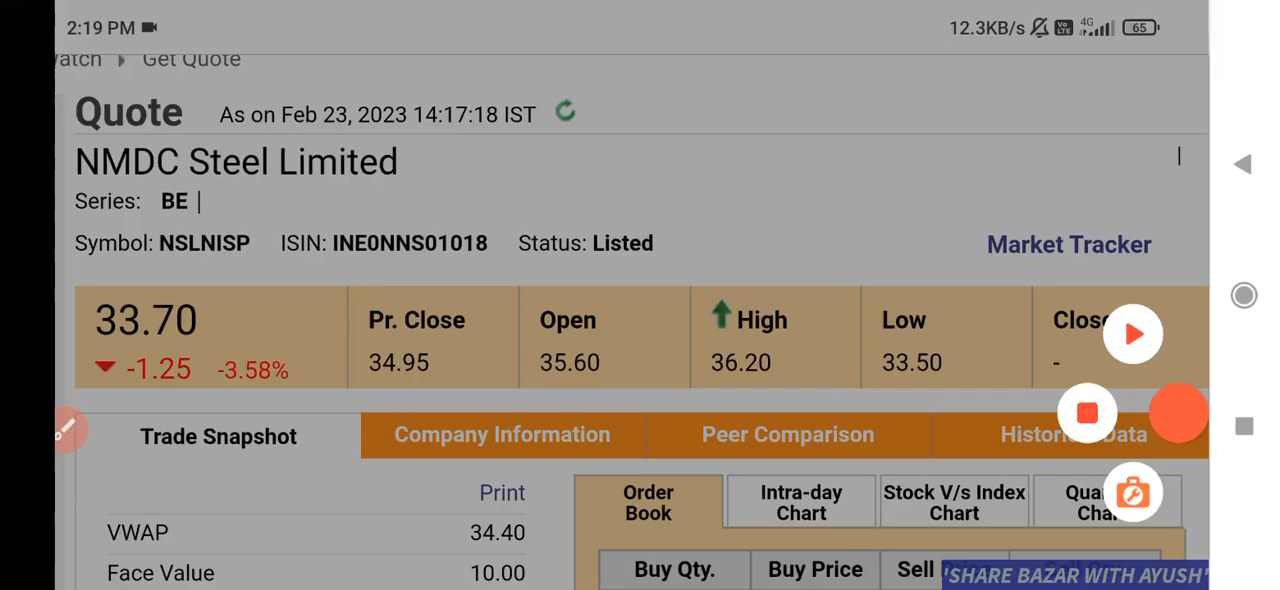 2:19 PM 12.3KB/s 4G 65
Get Quote
Quote As on Feb 23, 2023 14:17:18 IST
NMDC Steel Limited |
Series: BE |
Symbol: NSLNISP ISIN: INE0NNS01018 Status: Listed Market Tracker
33.70 Pr. Close Open High Low
-1.25 -3.58% 34.95 35.60 36.20 33.50 -
Trade Snapshot Company Information Peer Comparison
Print Order Book Intra-day Chart Stock V/s Index Chart
VWAP 34.40
Face Value 10.00 Buy Qty. Buy Price Sell
'SHARE BAZAR WITH AYUSH'